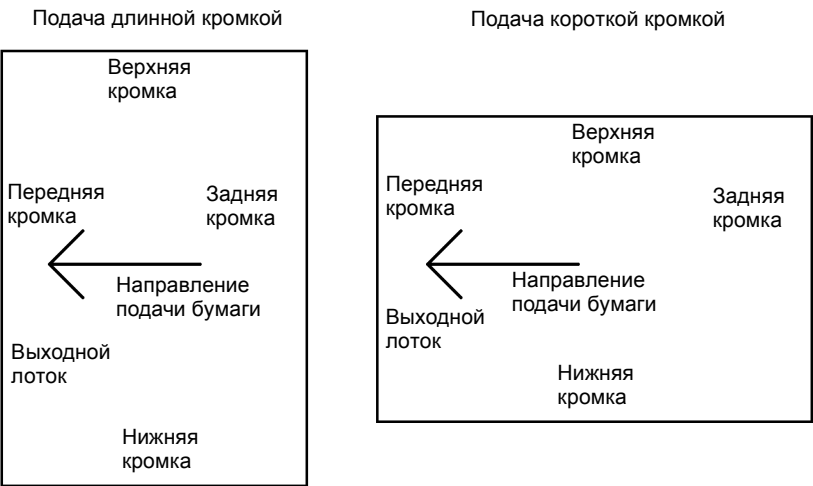 Подача длинной кромкой
Верхняя
кромка
Передняя
кромка
Задняя
кромка
Направление
подачи бумаги
Выходной
лоток
Нижняя
кромка
Подача короткой кромкой
Верхняя
кромка
Передняя
кромка
Задняя
кромка
Направление
подачи бумаги
Выходной
лоток
Нижняя
кромка